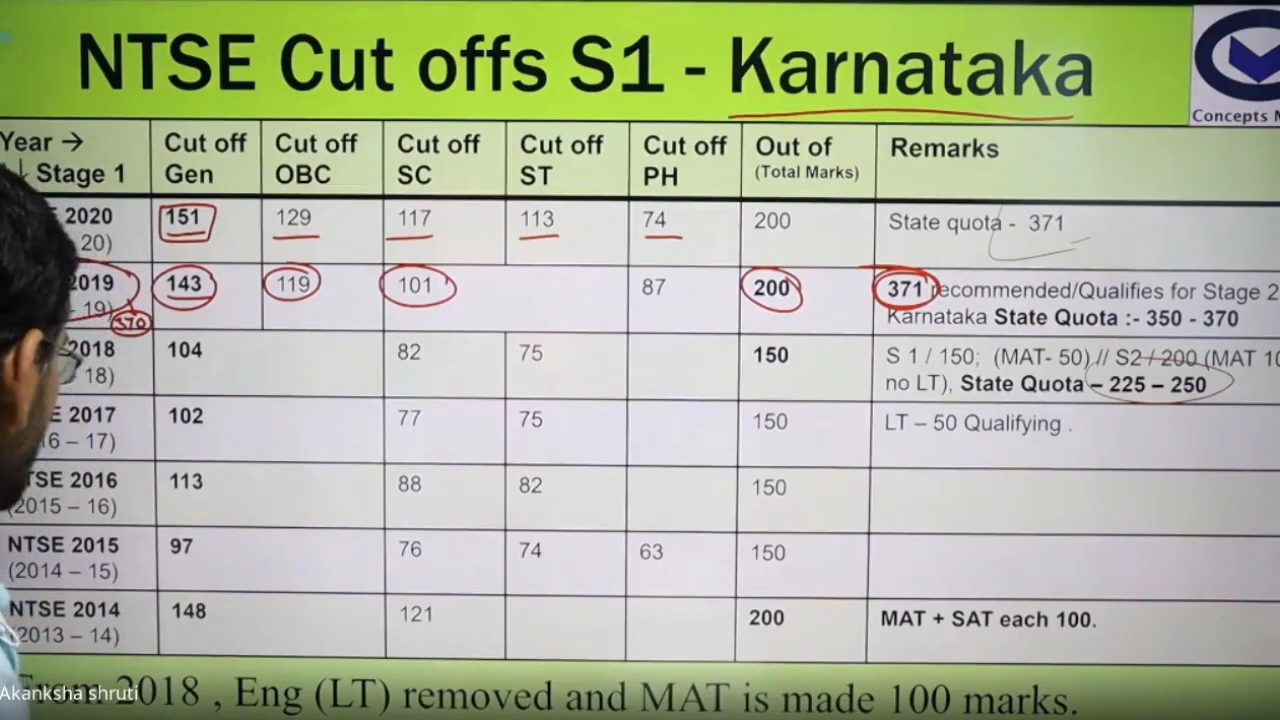 NTSE Cut offs S1 - Karnataka
Concepts M
Year → Cut off Cut off Cut off Cut off Cut off Out of Remarks
↓ Stage 1 Gen OBC SC ST PH (Total Marks)
2020 151 129 117 113 74 200 State quota - 371
20)
2019 143 119 101 87 200 371 recommended/Qualifies for Stage 2
- 19) 370 Karnataka State Quota :- 350 - 370
2018 104 82 75 150 S 1 / 150; (MAT- 50) // S2 / 200 (MAT 10
18) no LT), State Quota – 225 – 250
E 2017 102 77 75 150 LT – 50 Qualifying .
6 – 17)
TSE 2016 113 88 82 150
(2015 – 16)
NTSE 2015 97 76 74 63 150
(2014 – 15)
NTSE 2014 148 121 200 MAT + SAT each 100.
(2013 – 14)
From 2018 , Eng (LT) removed and MAT is made 100 marks.
Akanksha shruti